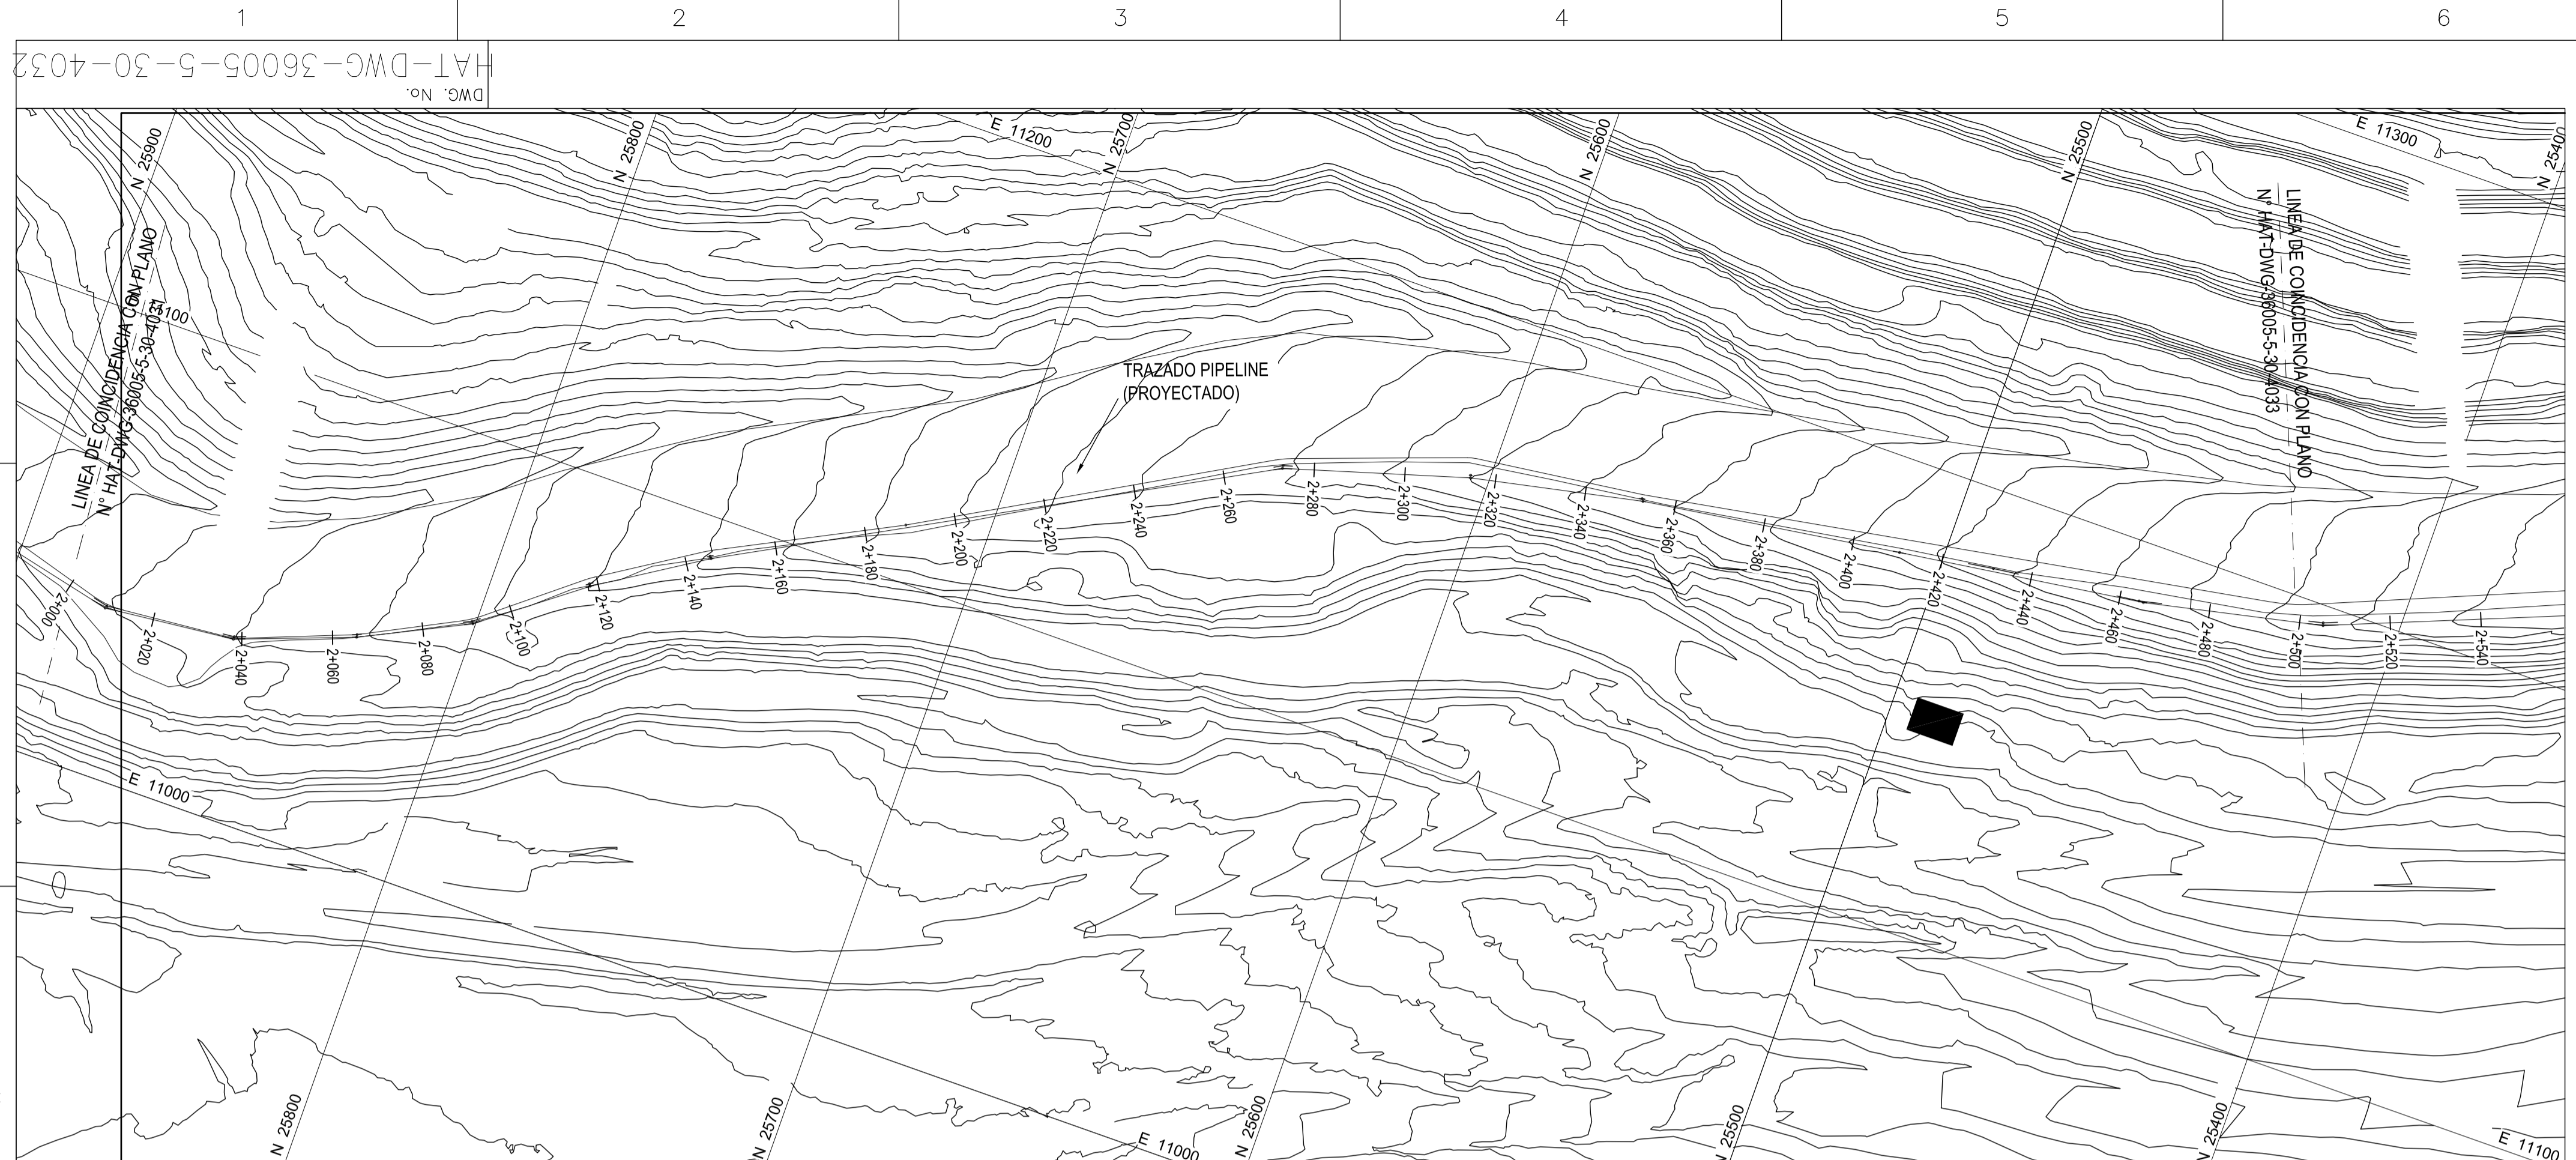 1
2
3
4
5
6
HAT-DWG-36005-5-30-4032
DWG. No.
N 25900
N 25800
E 11200
N 25700
N 25600
N 25500
E 11300
N 25400
LINEA DE COINCIDENCIA CON PLANO
N° HAT-DWG-36005-5-30-4031
11100
LINEA DE COINCIDENCIA CON PLANO
N° HAT-DWG-36005-5-30-4033
TRAZADO PIPELINE
(PROYECTADO)
2+000
2+020
2+040
2+060
2+080
2+100
2+120
2+140
2+160
2+180
2+200
2+220
2+240
2+260
2+280
2+300
2+320
2+340
2+360
2+380
2+400
2+420
2+440
2+460
2+480
2+500
2+520
2+540
E 11000
N 25800
N 25700
N 25600
E 11000
N 25500
N 25400
E 11100